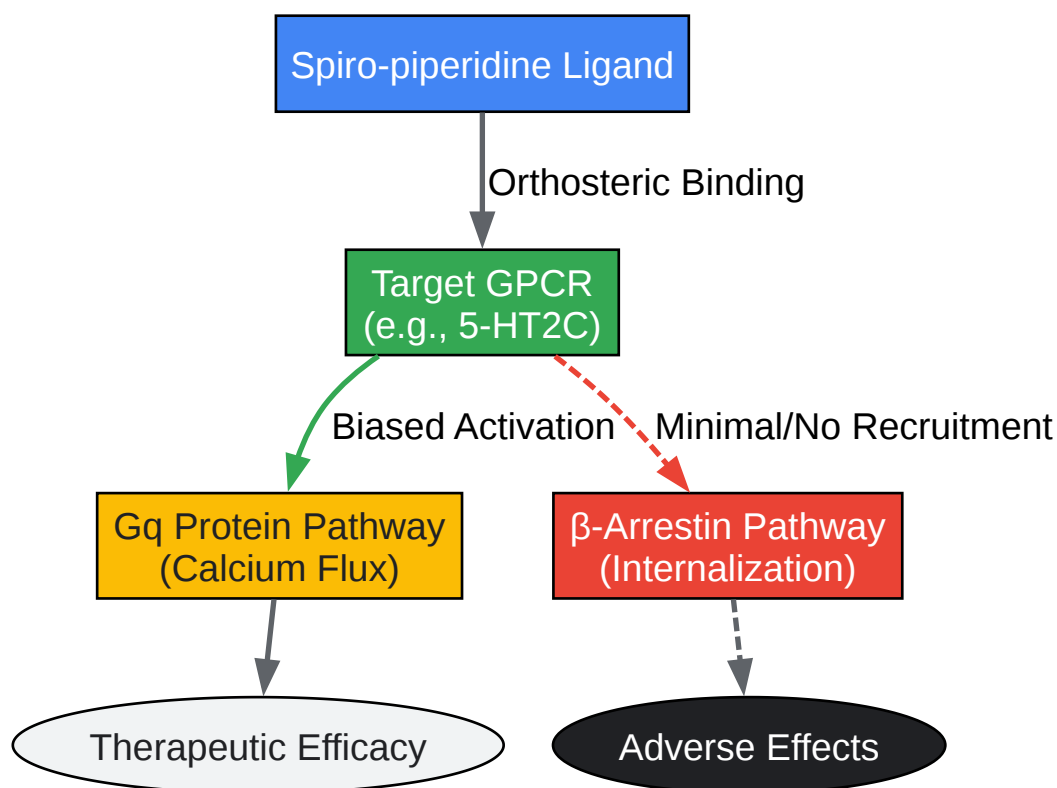 Spiro-piperidine Ligand
Orthosteric Binding
Target GPCR
(e.g., 5-HT2C)
Biased Activation
Minimal/No Recruitment
Gq Protein Pathway
(Calcium Flux)
β-Arrestin Pathway
(Internalization)
Therapeutic Efficacy
Adverse Effects